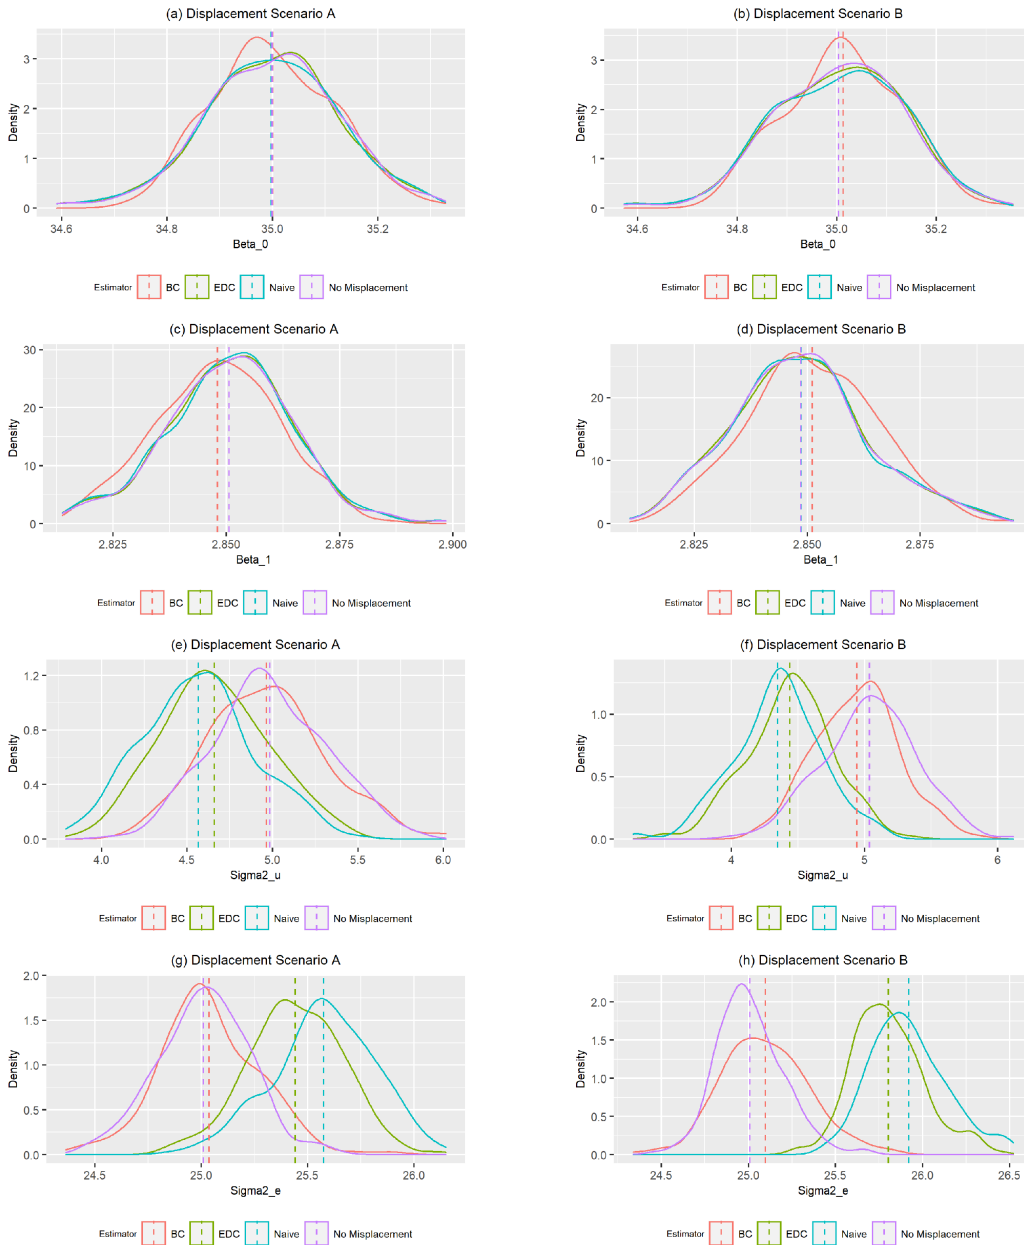 (a) Displacement Scenario A
(b) Displacement Scenario B
Density
3
2
1
0
34.6 34.8 35.0 35.2
Beta_0
Density
3
2
1
0
34.6 34.8 35.0 35.2
Beta_0
Estimator BC EDC Naive No Misplacement
Estimator BC EDC Naive No Misplacement
(c) Displacement Scenario A
(d) Displacement Scenario B
Density
30
20
10
0
2.825 2.850 2.875 2.900
Beta_1
Density
20
10
0
2.825 2.850 2.875
Beta_1
Estimator BC EDC Naive No Misplacement
Estimator BC EDC Naive No Misplacement
(e) Displacement Scenario A
(f) Displacement Scenario B
Density
1.2
0.8
0.4
0.0
4.0 4.5 5.0 5.5 6.0
Sigma2_u
Density
1.0
0.5
0.0
4 5 6
Sigma2_u
Estimator BC EDC Naive No Misplacement
Estimator BC EDC Naive No Misplacement
(g) Displacement Scenario A
(h) Displacement Scenario B
Density
2.0
1.5
1.0
0.5
0.0
24.5 25.0 25.5 26.0
Sigma2_e
Density
2.0
1.5
1.0
0.5
0.0
24.5 25.0 25.5 26.0 26.5
Sigma2_e
Estimator BC EDC Naive No Misplacement
Estimator BC EDC Naive No Misplacement